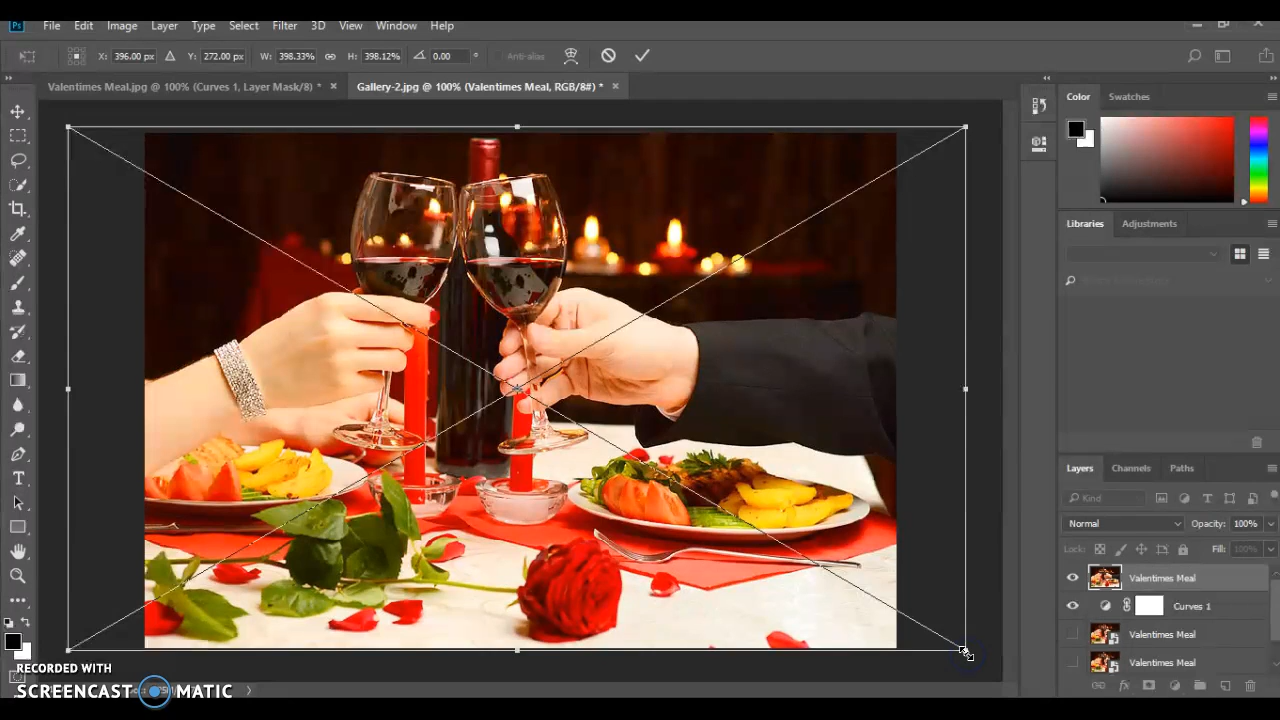 Ps File Edit Image Layer Type Select Filter 3D View Window Help
X: 396.00 px Y: 272.00 px W: 398.33% H: 398.12% 0.00 ° Anti-alias
Valentimes Meal.jpg @ 100% (Curves 1, Layer Mask/8) * × Gallery-2.jpg @ 100% (Valentimes Meal, RGB/8#) * ×
Color Swatches
Libraries Adjustments
Layers Channels Paths
Kind
Normal Opacity: 100%
Lock: Fill: 100%
Valentimes Meal
Curves 1
Valentimes Meal
Valentimes Meal
RECORDED WITH
SCREENCAST MATIC